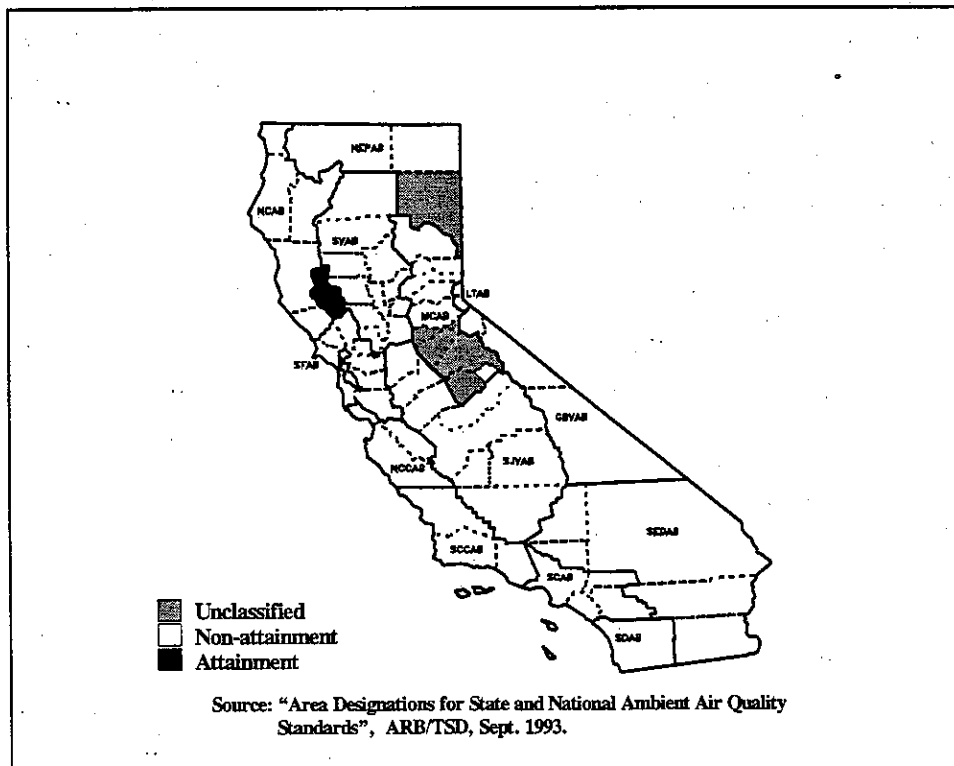 NEPAB
NCAB
SVAB
LTAB
MCAB
SFAB
GBVAB
NCCAB
SJVAB
SEDAB
SCCAB
SCAB
SDAB
Unclassified
Non-attainment
Attainment
Source: “Area Designations for State and National Ambient Air Quality
Standards”, ARB/TSD, Sept. 1993.